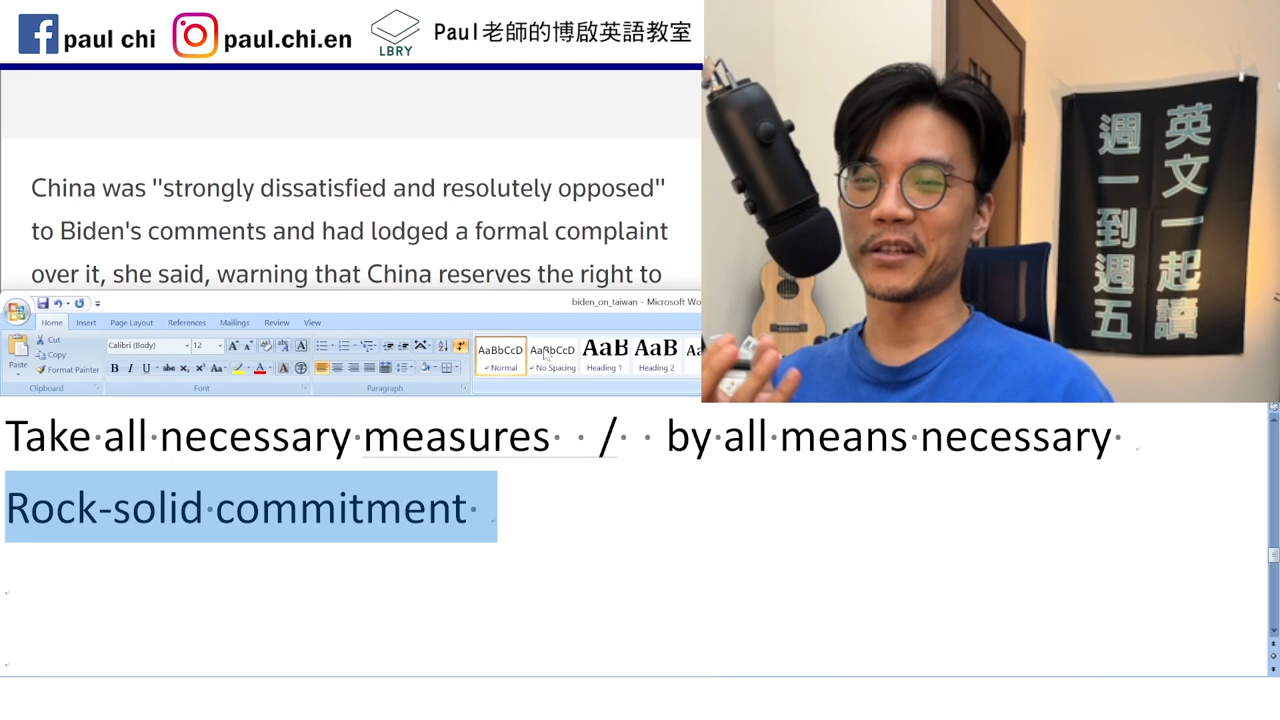 paul chi
paul.chi.en
LBRY
Paul老師的博啟英語教室
China was "strongly dissatisfied and resolutely opposed"
to Biden's comments and had lodged a formal complaint
over it, she said, warning that China reserves the right to
biden_on_taiwan - Microsoft Wo
Home Insert Page Layout References Mailings Review View
Paste
Cut
Copy
Format Painter
Clipboard
Calibri (Body) 12
Font
Paragraph
AaBbCcD AaBbCcD AaB AaB Aa
Normal No Spacing Heading 1 Heading 2
英文一起讀
週一到週五
Take all necessary measures / by all means necessary
Rock-solid commitment